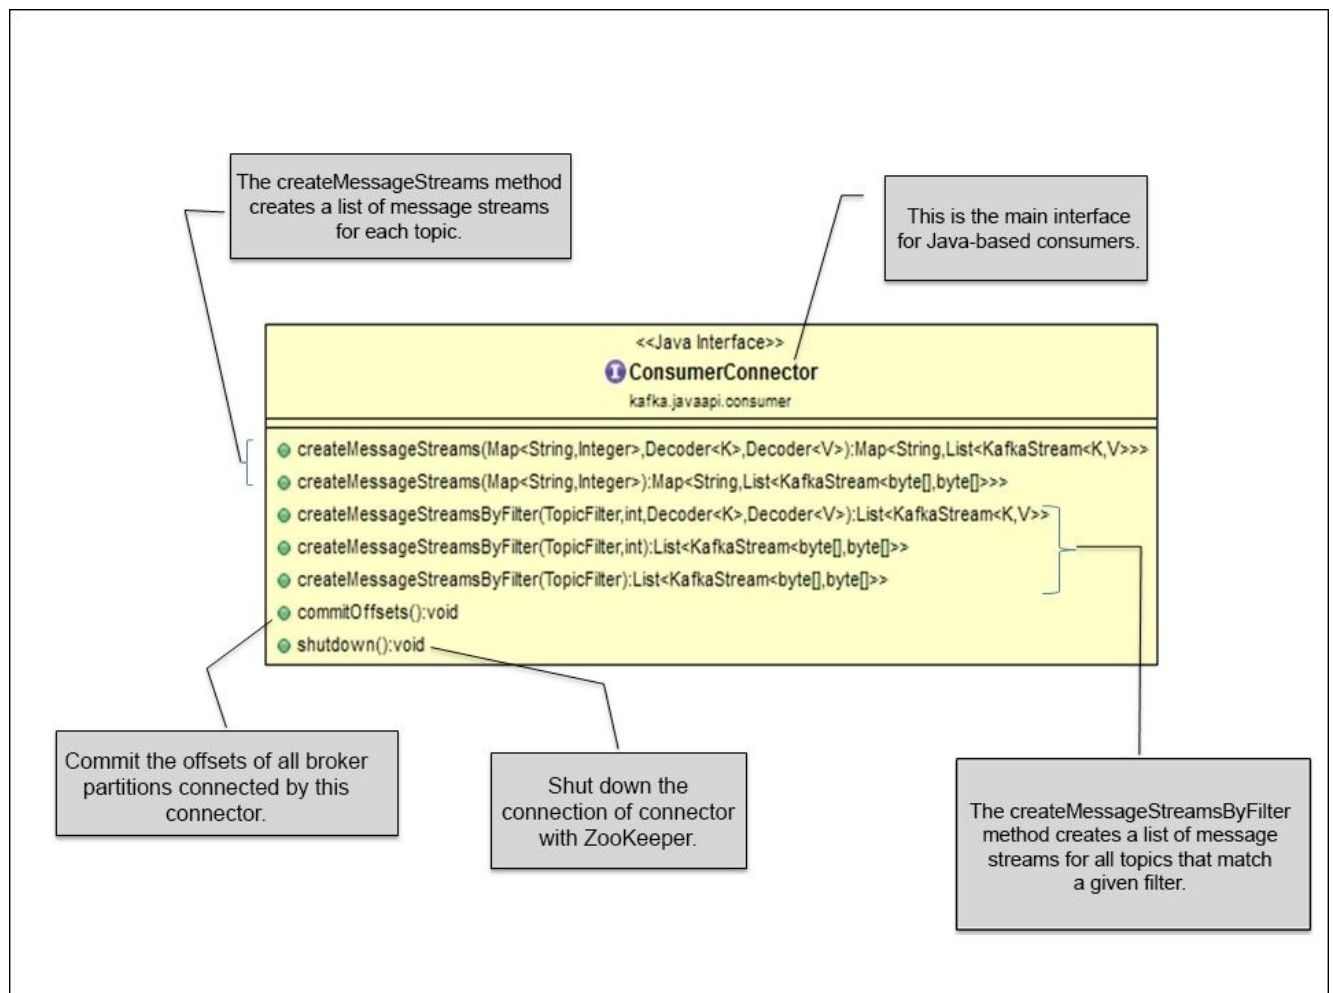 The createMessageStreams method
creates a list of message streams
for each topic.
This is the main interface
for Java-based consumers.
<<Java Interface>>
I ConsumerConnector
kafka.javaapi.consumer
createMessageStreams(Map<String,Integer>,Decoder<K>,Decoder<V>):Map<String,List<KafkaStream<K,V>>>
createMessageStreams(Map<String,Integer>):Map<String,List<KafkaStream<byte[],byte[]>>>
createMessageStreamsByFilter(TopicFilter,int,Decoder<K>,Decoder<V>):List<KafkaStream<K,V>>
createMessageStreamsByFilter(TopicFilter,int):List<KafkaStream<byte[],byte[]>>
createMessageStreamsByFilter(TopicFilter):List<KafkaStream<byte[],byte[]>>
commitOffsets():void
shutdown():void
Commit the offsets of all broker
partitions connected by this
connector.
Shut down the
connection of connector
with ZooKeeper.
The createMessageStreamsByFilter
method creates a list of message
streams for all topics that match
a given filter.